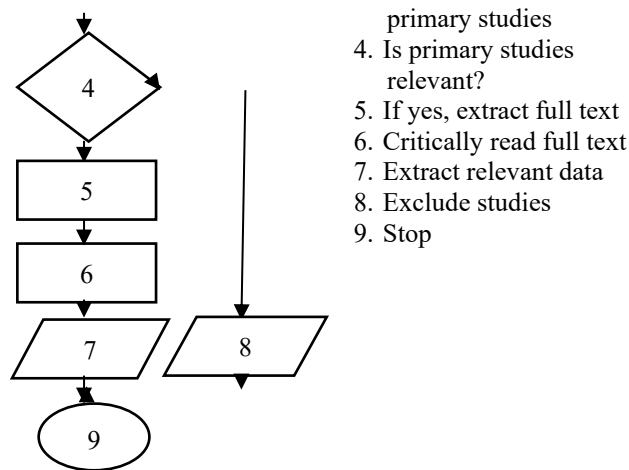 primary studies
4. Is primary studies
relevant?
5. If yes, extract full text
6. Critically read full text
7. Extract relevant data
8. Exclude studies
9. Stop
4
5
6
7
8
9